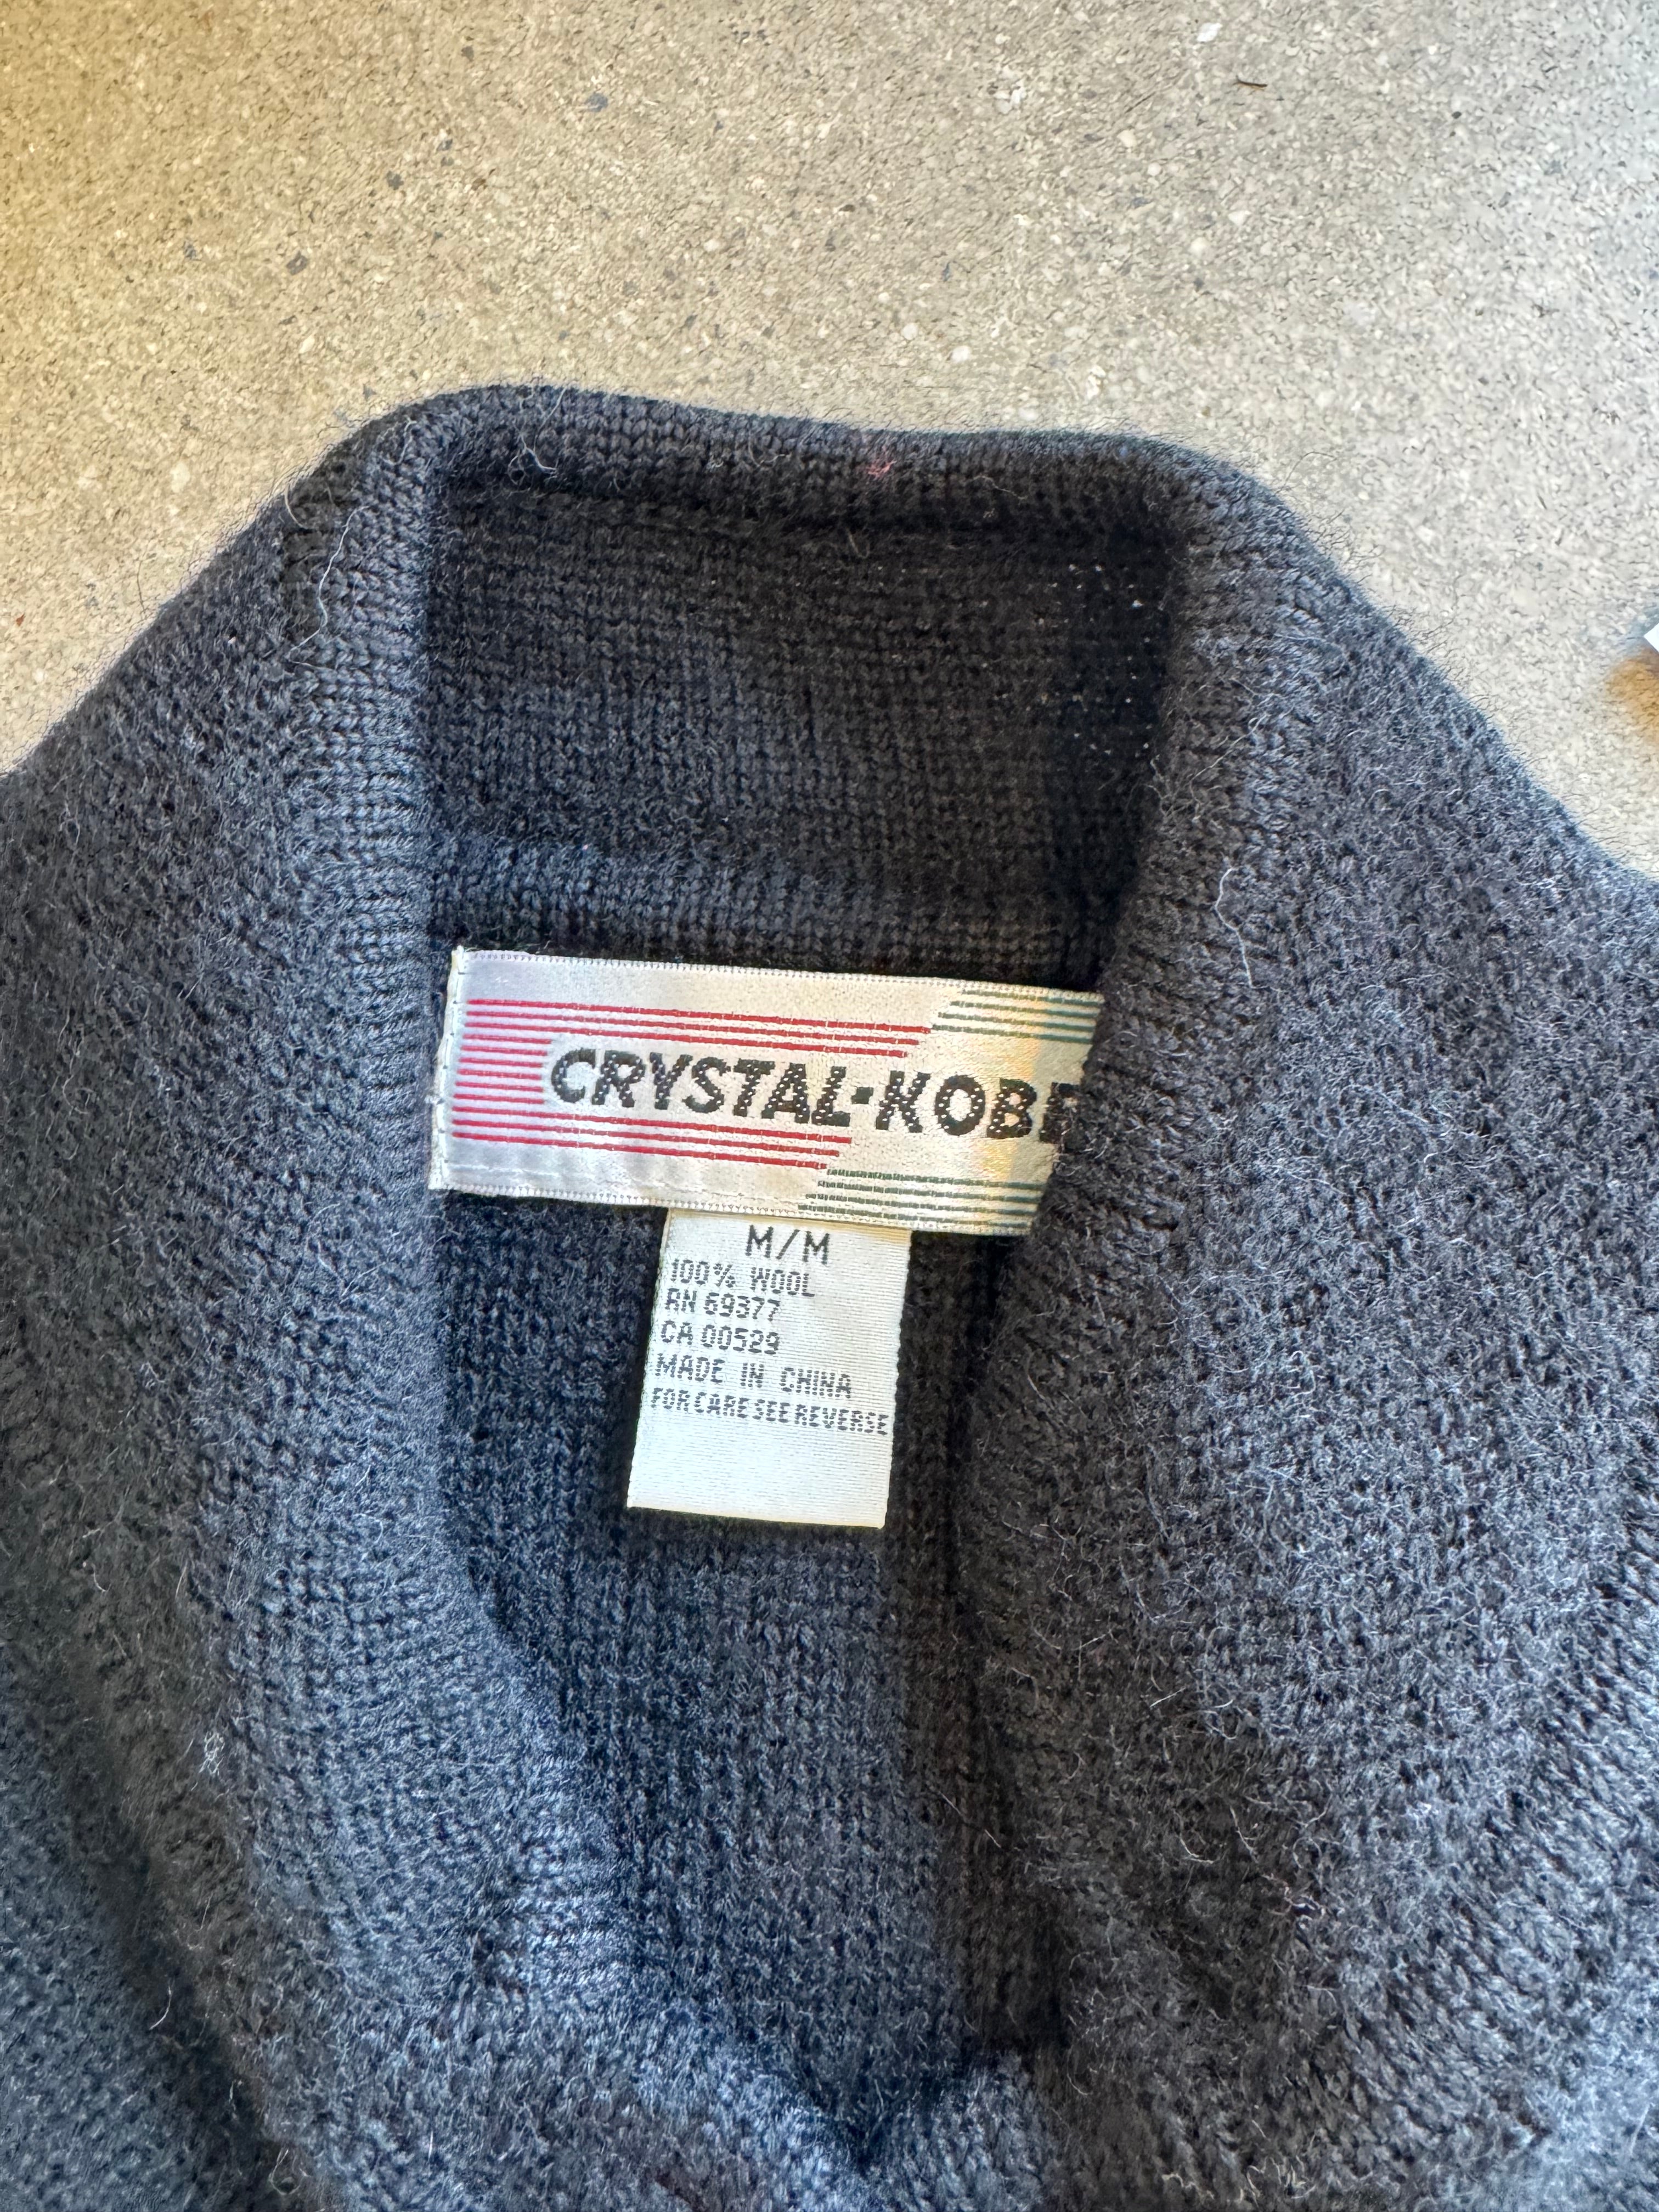 CRYSTAL-KOBE
M/M
100% WOOL
RN 69377
CA 00529
MADE IN CHINA
FOR CARE SEE REVERSE